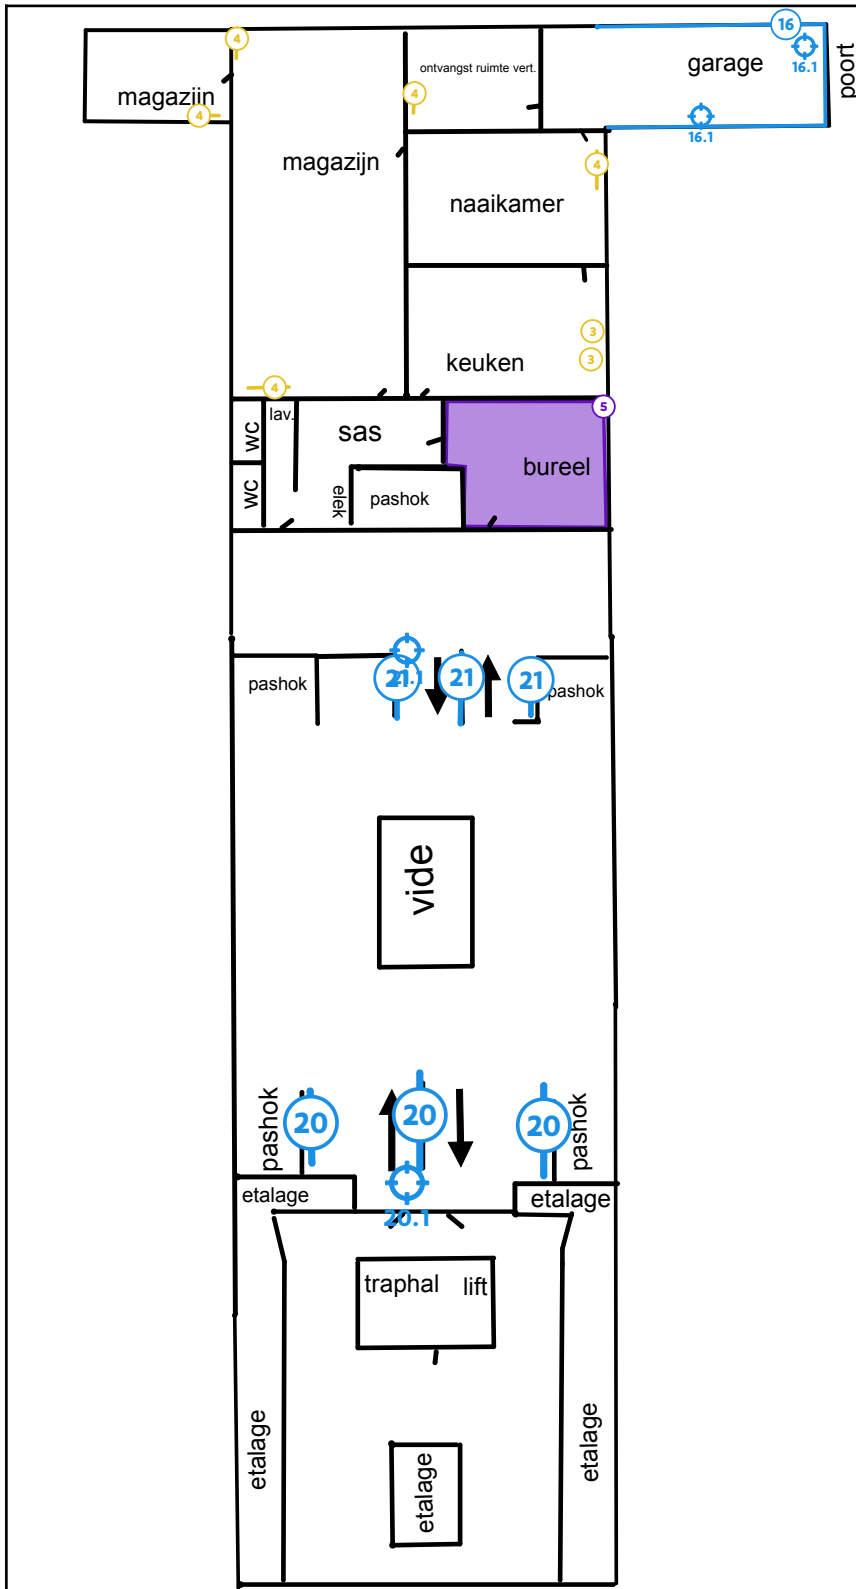 4
16
ontvangst ruimte vert.
garage
16.1
poort
magazijn
4
4
16.1
magazijn
4
naaikamer
3
3
keuken
4
lav.
5
wc
sas
bureel
wc
elek
pashok
21.1
pashok
21
21
21
pashok
vide
pashok
20
20
20
pashok
etalage
20.1
etalage
traphal
lift
etalage
etalage
etalage